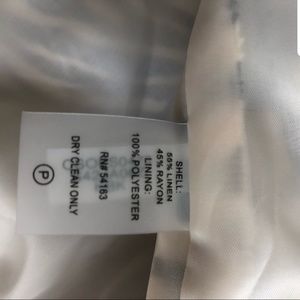 SHELL:
55% LINEN
45% RAYON
LINING:
100% POLYESTER
RN# 54163
DRY CLEAN ONLY
P